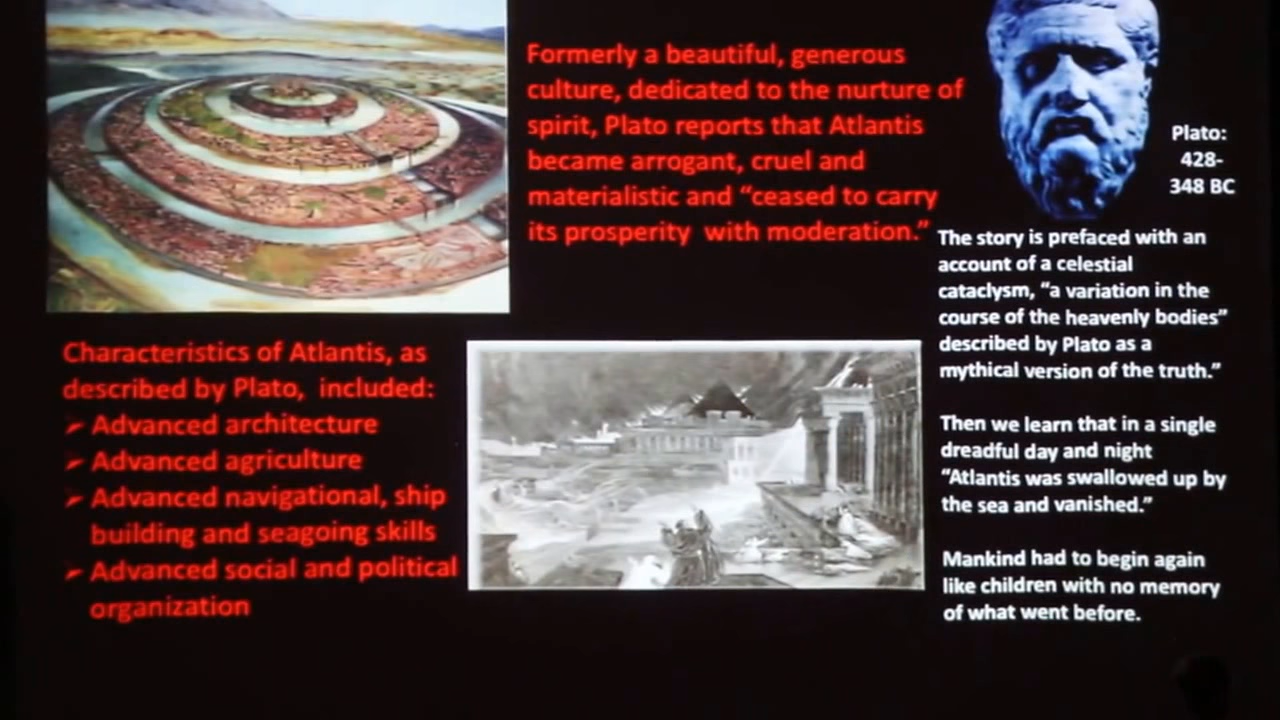 Formerly a beautiful, generous
culture, dedicated to the nurture of
spirit, Plato reports that Atlantis
became arrogant, cruel and
materialistic and “ceased to carry
its prosperity with moderation.”
Plato:
428-
348 BC
The story is prefaced with an
account of a celestial
cataclysm, “a variation in the
course of the heavenly bodies”
described by Plato as a
mythical version of the truth.”
Then we learn that in a single
dreadful day and night
“Atlantis was swallowed up by
the sea and vanished.”
Mankind had to begin again
like children with no memory
of what went before.
Characteristics of Atlantis, as
described by Plato, included:
➢ Advanced architecture
➢ Advanced agriculture
➢ Advanced navigational, ship
building and seagoing skills
➢ Advanced social and political
organization